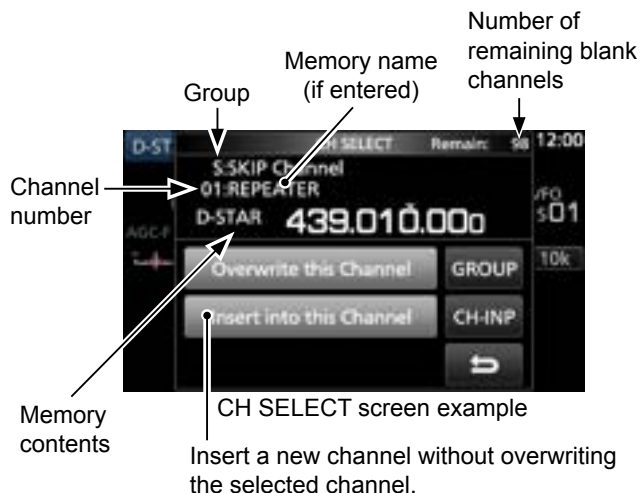 Number of
remaining blank
channels
Memory name
(if entered)
Group
D-ST CH SELECT Remain: 98 12:00
S:SKIP Channel
Channel
number
01:REPEATER
VFO
S01
D-STAR 439.010.000
AGC-F
Overwrite this Channel GROUP 10k
Insert into this Channel CH-INP
CH SELECT screen example
Memory
contents
Insert a new channel without overwriting
the selected channel.